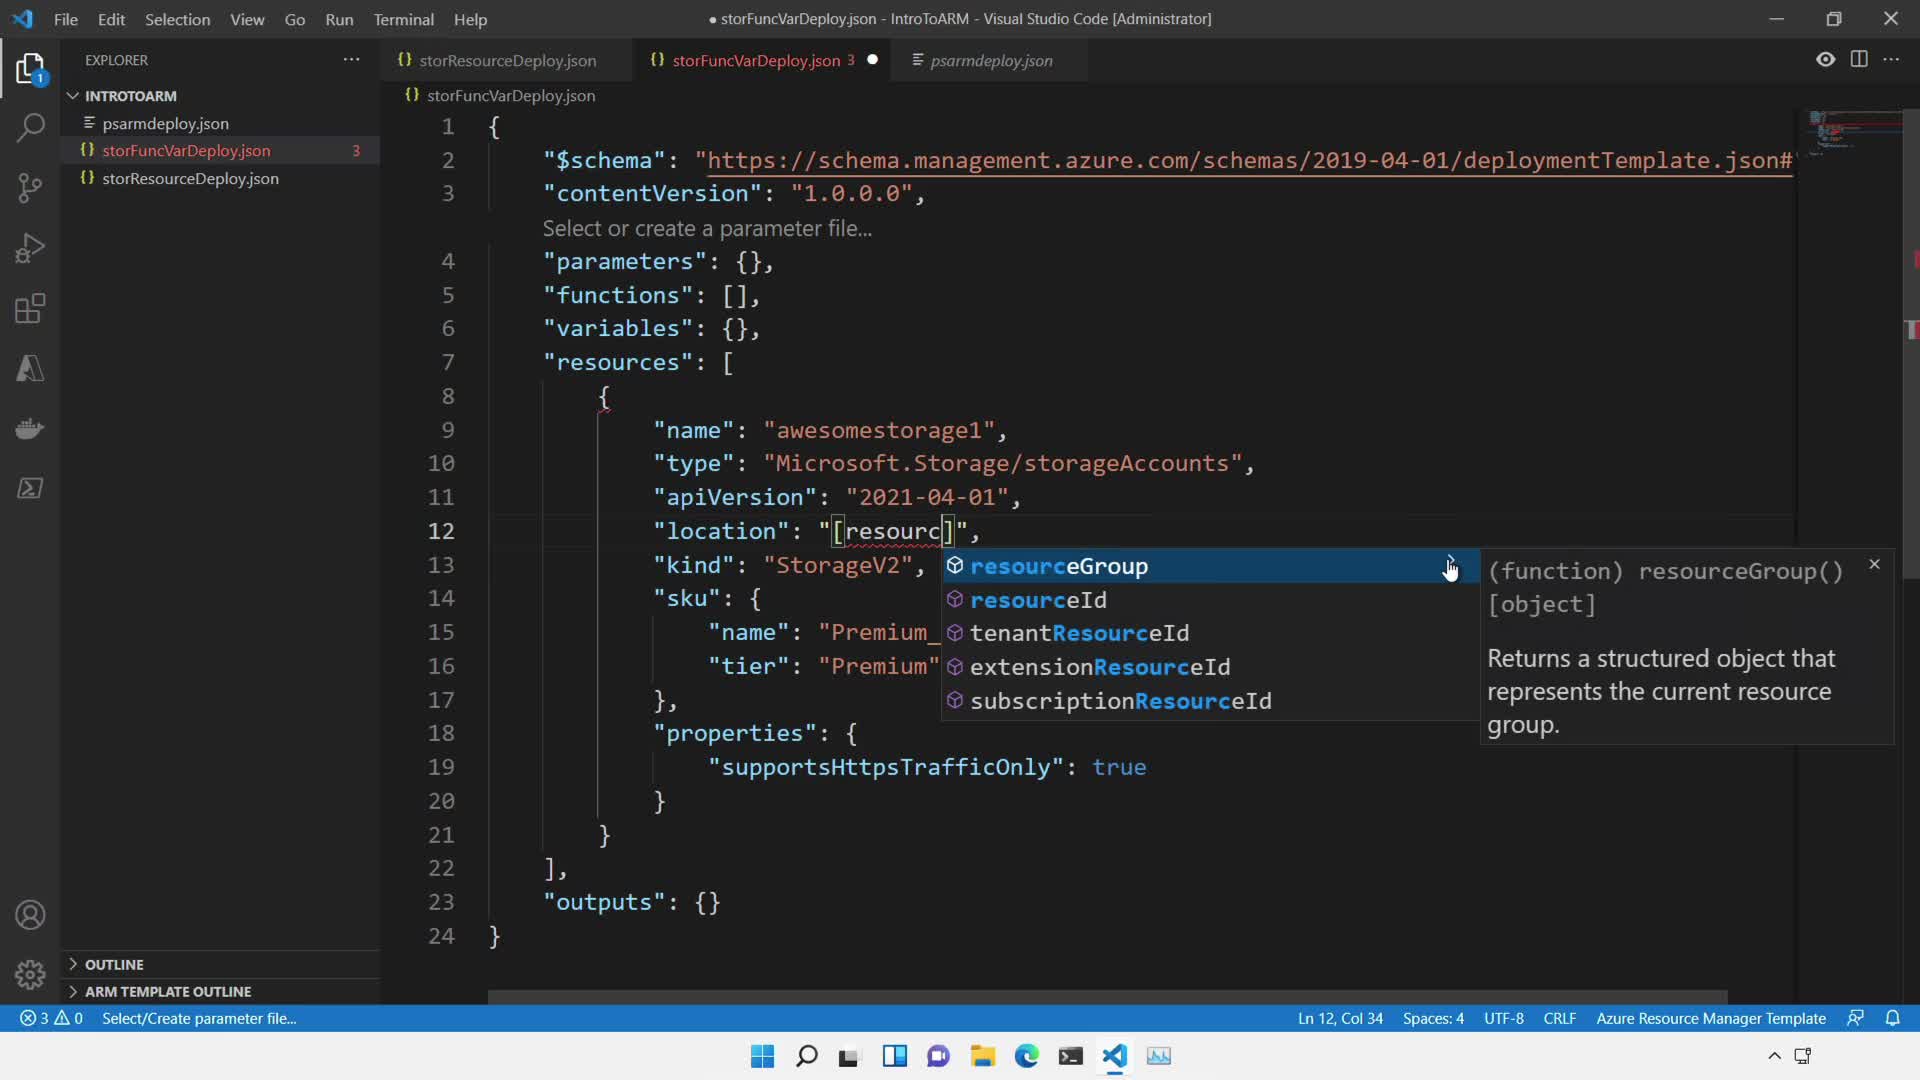 File Edit Selection View Go Run Terminal Help
● storFuncVarDeploy.json - IntroToARM - Visual Studio Code [Administrator]
EXPLORER
1
INTROTOARM
psarmdeploy.json
{} storFuncVarDeploy.json 3
{} storResourceDeploy.json
OUTLINE
ARM TEMPLATE OUTLINE
{} storResourceDeploy.json
{} storFuncVarDeploy.json 3
psarmdeploy.json
{} storFuncVarDeploy.json
1 {
2 "$schema": "https://schema.management.azure.com/schemas/2019-04-01/deploymentTemplate.json#
3 "contentVersion": "1.0.0.0",
Select or create a parameter file...
4 "parameters": {},
5 "functions": [],
6 "variables": {},
7 "resources": [
8 {
9 "name": "awesomestorage1",
10 "type": "Microsoft.Storage/storageAccounts",
11 "apiVersion": "2021-04-01",
12 "location": "[resourc]",
13 "kind": "StorageV2",
14 "sku": {
15 "name": "Premium_
16 "tier": "Premium"
17 },
18 "properties": {
19 "supportsHttpsTrafficOnly": true
20 }
21 }
22 ],
23 "outputs": {}
24 }
resourceGroup
resourceId
tenantResourceId
extensionResourceId
subscriptionResourceId
(function) resourceGroup()
[object]
Returns a structured object that
represents the current resource
group.
3 0 Select/Create parameter file...
Ln 12, Col 34 Spaces: 4 UTF-8 CRLF Azure Resource Manager Template